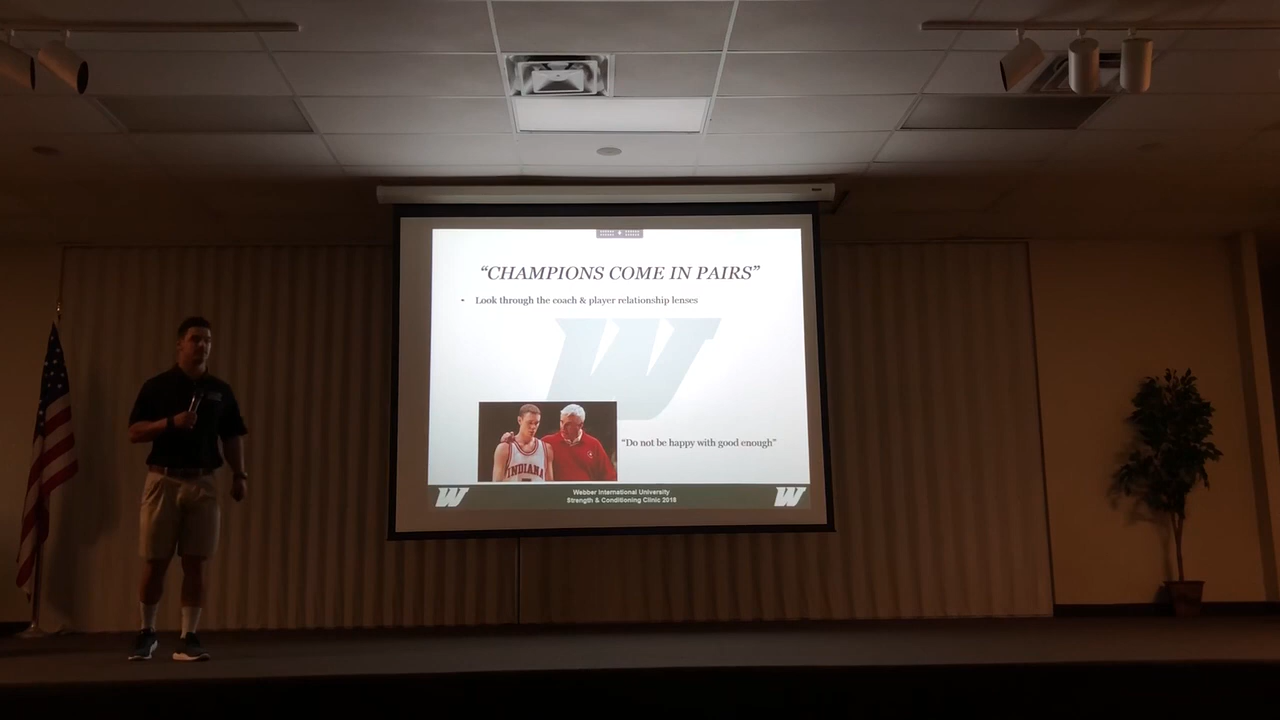 “CHAMPIONS COME IN PAIRS”
• Look through the coach & player relationship lenses
W
INDIANA
“Do not be happy with good enough”
W
Webber International University
Strength & Conditioning Clinic 2018
W